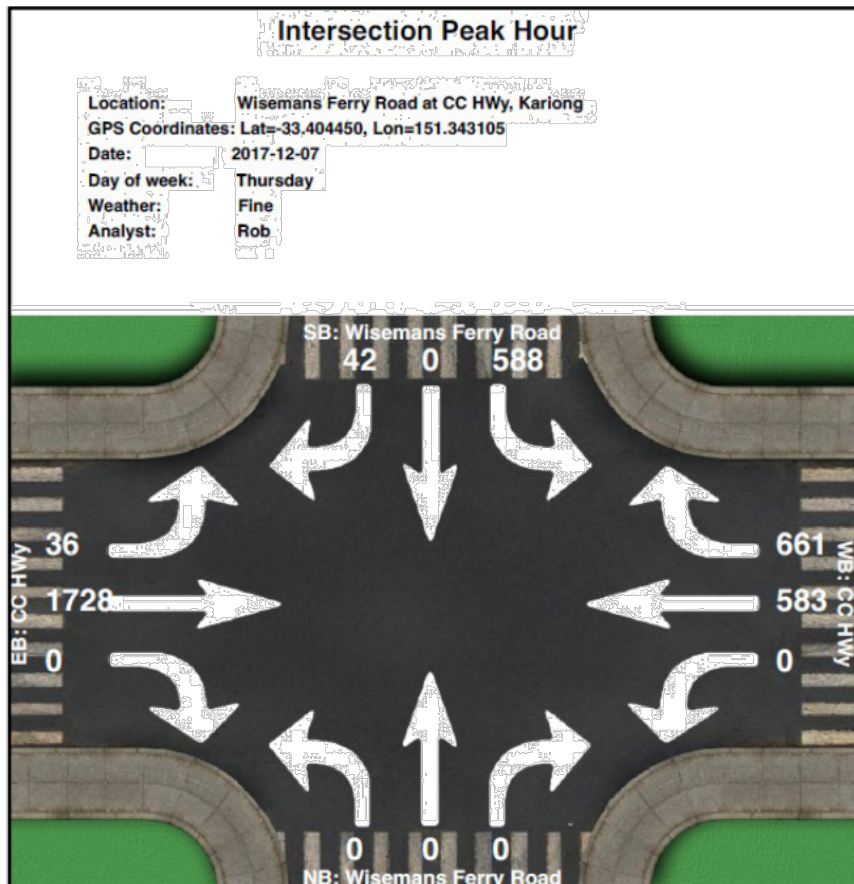 Intersection Peak Hour
Location: Wisemans Ferry Road at CC HWy, Kariong
GPS Coordinates: Lat=-33.404450, Lon=151.343105
Date: 2017-12-07
Day of week: Thursday
Weather: Fine
Analyst: Rob
SB: Wisemans Ferry Road
42 0 588
EB: CC HWy
36
1728
0
661
583
0
WB: CC HWy
0 0 0
NB: Wisemans Ferry Road